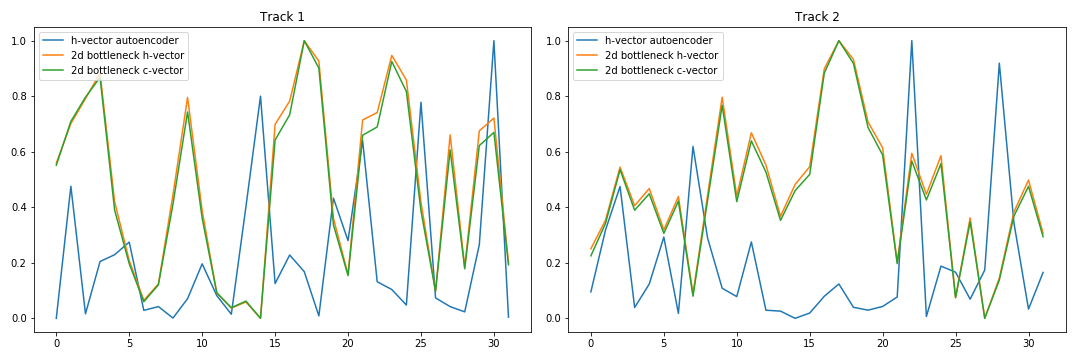 Track 1
h-vector autoencoder
2d bottleneck h-vector
2d bottleneck c-vector
1.0
0.8
0.6
0.4
0.2
0.0
0 5 10 15 20 25 30
Track 2
h-vector autoencoder
2d bottleneck h-vector
2d bottleneck c-vector
1.0
0.8
0.6
0.4
0.2
0.0
0 5 10 15 20 25 30